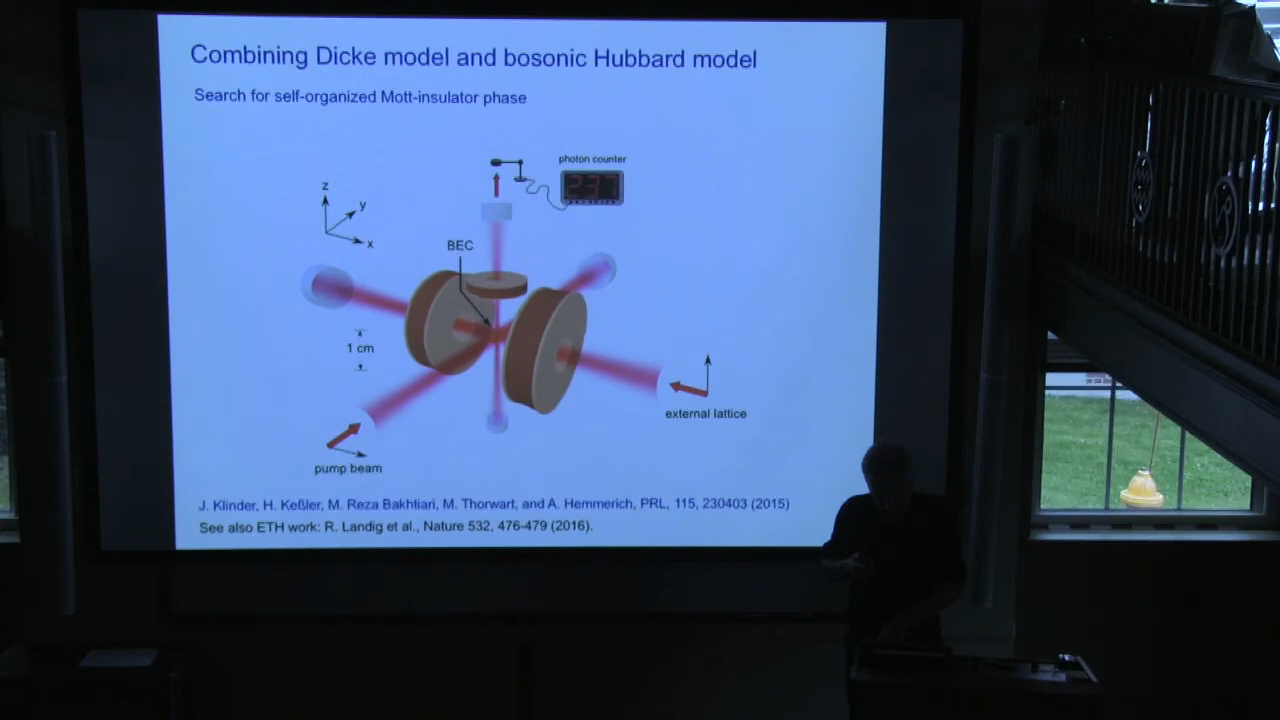 Combining Dicke model and bosonic Hubbard model
Search for self-organized Mott-insulator phase
photon counter
237
z
y
x
BEC
1 cm
external lattice
pump beam
J. Klinder, H. Keßler, M. Reza Bakhtiari, M. Thorwart, and A. Hemmerich, PRL, 115, 230403 (2015)
See also ETH work: R. Landig et al., Nature 532, 476-479 (2016).